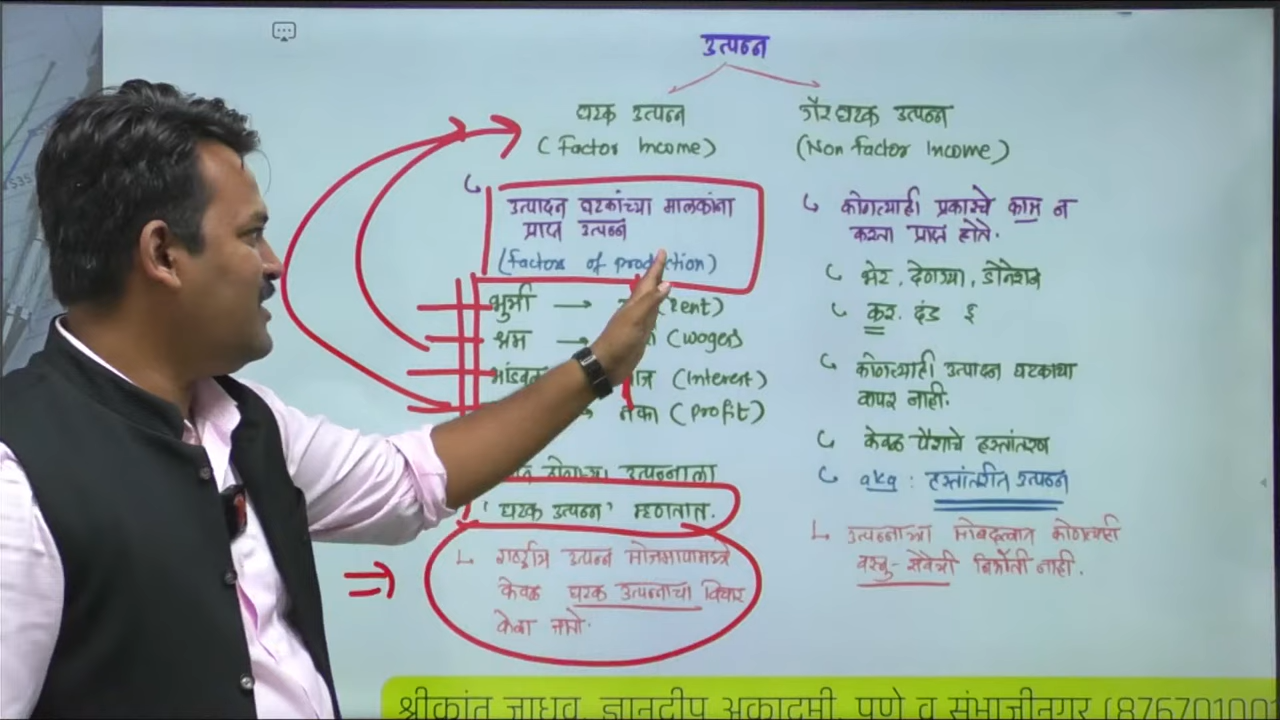 उत्पन्न
घटक उत्पन्न
(Factor Income)
उत्पादन घटकांच्या मालकांना
प्राप्त उत्पन्न
(Factors of production)
भुमी → (Rent)
श्रम → (Wages)
(Interest)
नफा (Profit)
उत्पन्नाला
'घटक उत्पन्न' म्हणतात.
राष्ट्रीय उत्पन्न मोजमापामध्ये
केवळ घटक उत्पन्नाचा विचार
केला जातो.
गैरघटक उत्पन्न
(Non factor Income)
कोणत्याही प्रकारचे काम न
करता प्राप्त होते.
भेट, देणग्या, डोनेशन
कर, दंड इ
कोणत्याही उत्पादन घटकाचा
वापर नाही.
केवळ पैशाचे हस्तांतरण
aka : हस्तांतरीत उत्पन्न
उत्पन्नाच्या मोबदल्यात कोणत्याही
वस्तु-सेवेची निर्मिती नाही.
श्रीकांत जाधव, ज्ञानदीप अकादमी, पुणे व संभाजीनगर (876701001